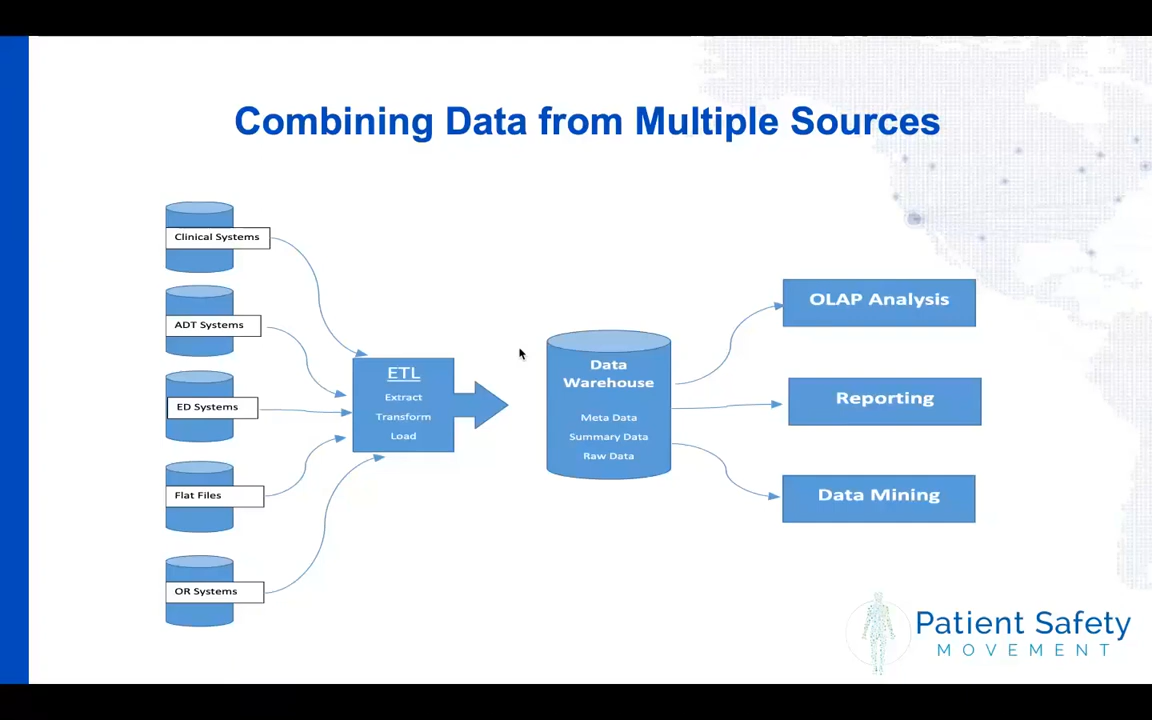 Combining Data from Multiple Sources
Clinical Systems
ADT Systems
ED Systems
Flat Files
OR Systems
ETL
Extract
Transform
Load
Data
Warehouse
Meta Data
Summary Data
Raw Data
OLAP Analysis
Reporting
Data Mining
Patient Safety
MOVEMENT